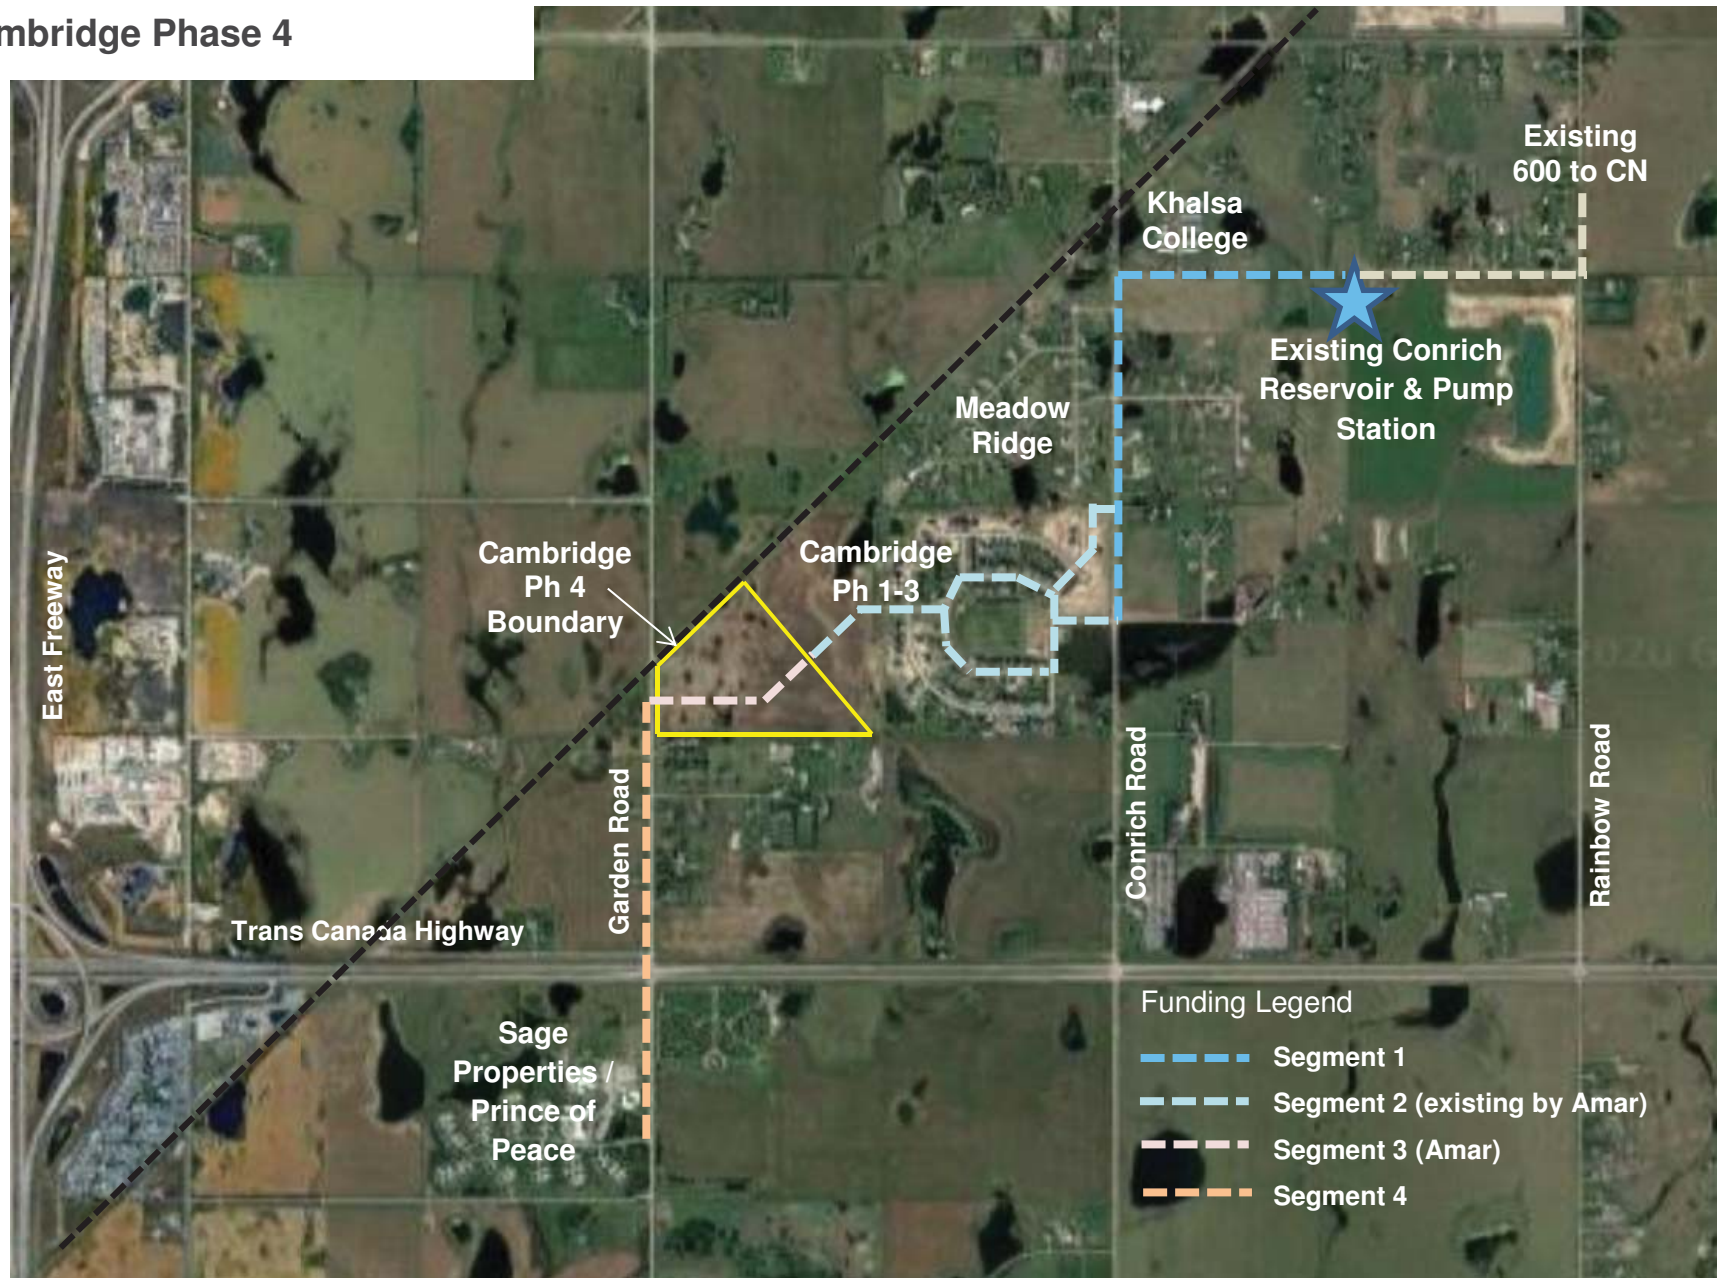 mbridge Phase 4
Existing
600 to CN
Khalsa
College
Existing Conrich
Reservoir & Pump
Station
Meadow
Ridge
Cambridge
Ph 4
Boundary
Cambridge
Ph 1-3
East Freeway
Garden Road
Conrich Road
Rainbow Road
Trans Canada Highway
Sage
Properties /
Prince of
Peace
Funding Legend
Segment 1
Segment 2 (existing by Amar)
Segment 3 (Amar)
Segment 4